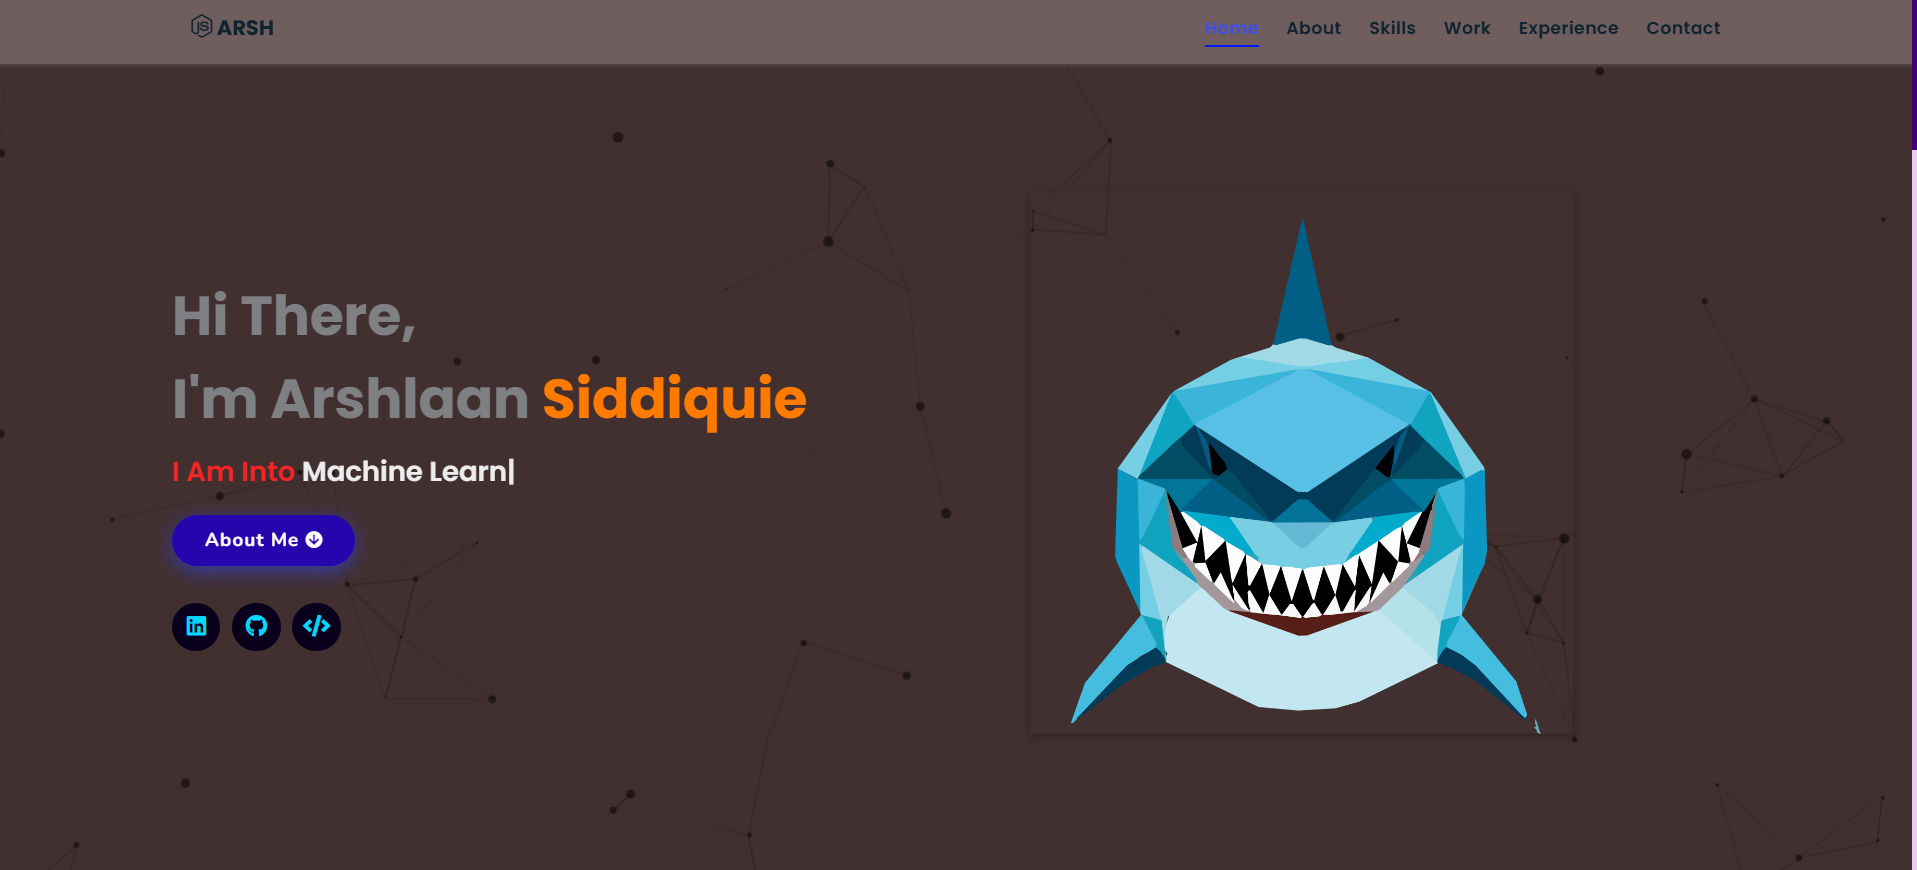 ARSH
Home About Skills Work Experience Contact
Hi There,
I'm Arshlaan Siddiquie
I Am Into Machine Learn|
About Me